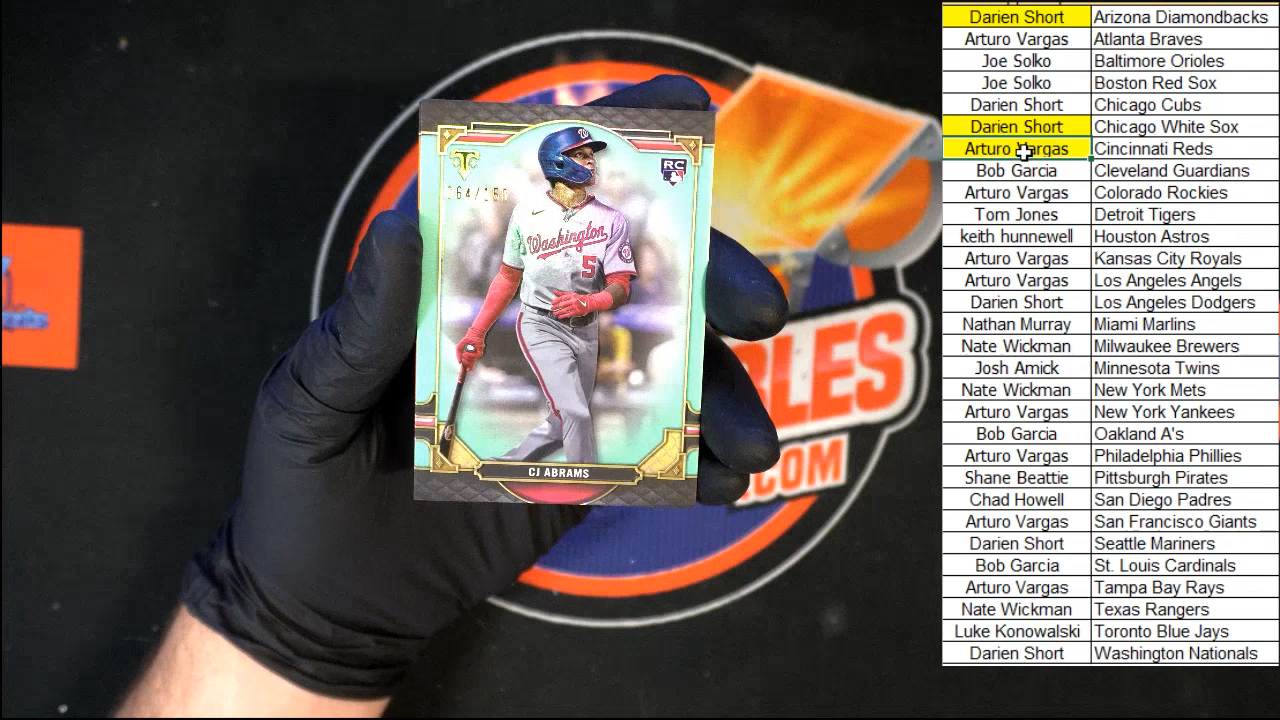 Darien Short Arizona Diamondbacks
Arturo Vargas Atlanta Braves
Joe Solko Baltimore Orioles
Joe Solko Boston Red Sox
Darien Short Chicago Cubs
Darien Short Chicago White Sox
Arturo Vargas Cincinnati Reds
Bob Garcia Cleveland Guardians
Arturo Vargas Colorado Rockies
Tom Jones Detroit Tigers
keith hunnewell Houston Astros
Arturo Vargas Kansas City Royals
Arturo Vargas Los Angeles Angels
Darien Short Los Angeles Dodgers
Nathan Murray Miami Marlins
Nate Wickman Milwaukee Brewers
Josh Amick Minnesota Twins
Nate Wickman New York Mets
Arturo Vargas New York Yankees
Bob Garcia Oakland A's
Arturo Vargas Philadelphia Phillies
Shane Beattie Pittsburgh Pirates
Chad Howell San Diego Padres
Arturo Vargas San Francisco Giants
Darien Short Seattle Mariners
Bob Garcia St. Louis Cardinals
Arturo Vargas Tampa Bay Rays
Nate Wickman Texas Rangers
Luke Konowalski Toronto Blue Jays
Darien Short Washington Nationals
W
TTC
RC
Washington
5
CJ ABRAMS